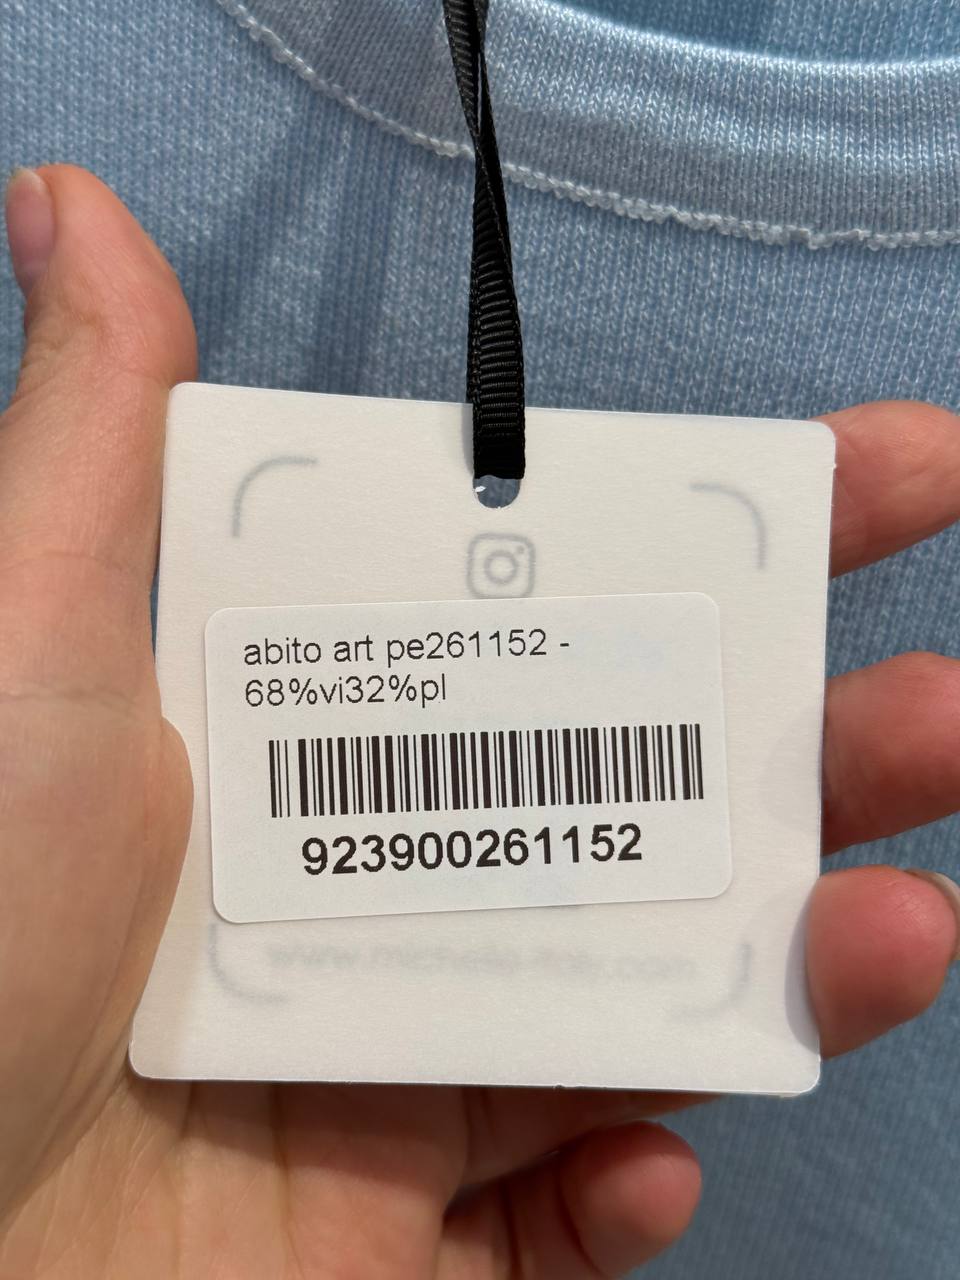 abito art pe261152 -
68%vi32%pl
923900261152